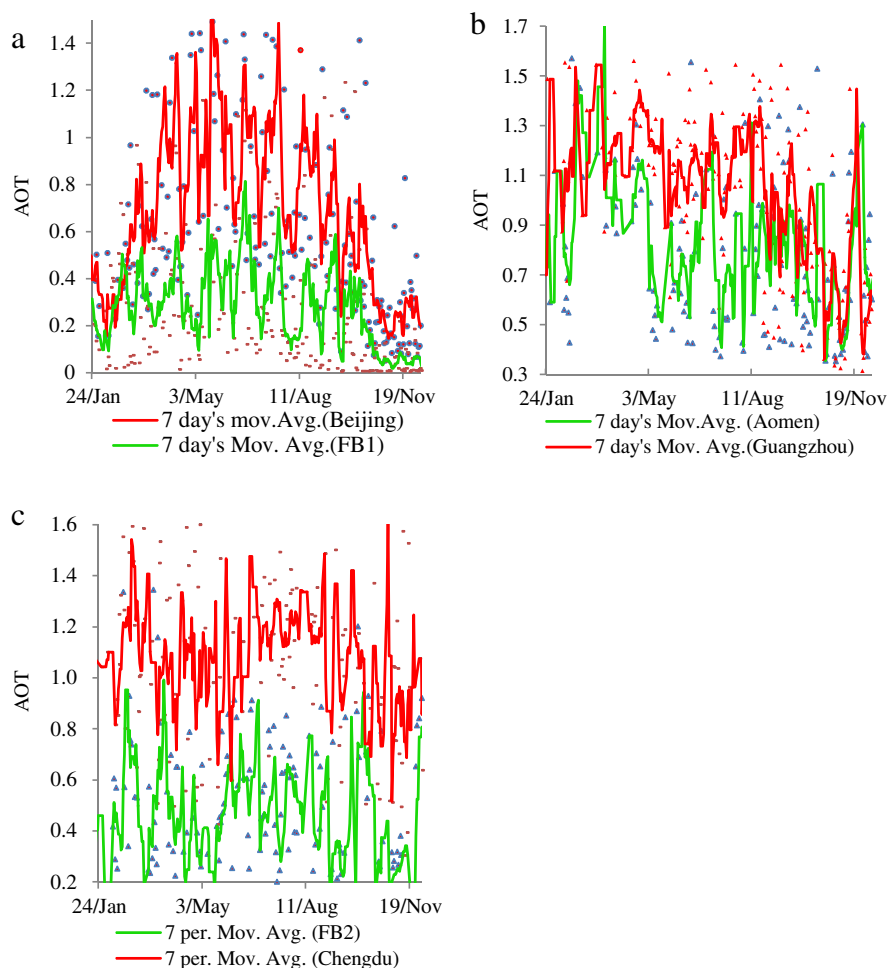 a
1.4
1.2
1
0.8
0.6
0.4
0.2
0
AOT
24/Jan 3/May 11/Aug 19/Nov
7 day's mov.Avg.(Beijing)
7 day's Mov. Avg.(FB1)
b
1.7
1.5
1.3
1.1
0.9
0.7
0.5
0.3
AOT
24/Jan 3/May 11/Aug 19/Nov
7 day's Mov.Avg. (Aomen)
7 day's Mov. Avg.(Guangzhou)
c
1.6
1.4
1.2
1.0
0.8
0.6
0.4
0.2
AOT
24/Jan 3/May 11/Aug 19/Nov
7 per. Mov. Avg. (FB2)
7 per. Mov. Avg. (Chengdu)